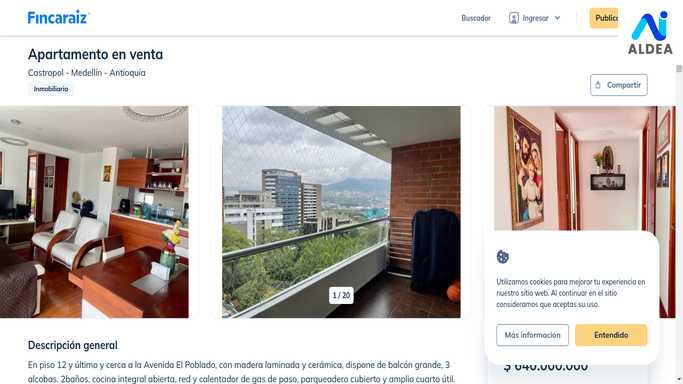 Fincaraiz
Buscador
Ingresar
Public
ALDEA
Apartamento en venta
Castropol - Medellín - Antioquia
Inmobiliario
Compartir
1 / 20
Utilizamos cookies para mejorar tu experiencia en
nuestro sitio web. Al continuar en el sitio
consideramos que aceptas su uso.
Más información
Entendido
$ 640.000.000
Descripción general
En piso 12 y último y cerca a la Avenida El Poblado, con madera laminada y cerámica, dispone de balcón grande, 3
alcobas, 2baños, cocina integral abierta, red y calentador de gas de paso, parqueadero cubierto y amplio cuarto útil.